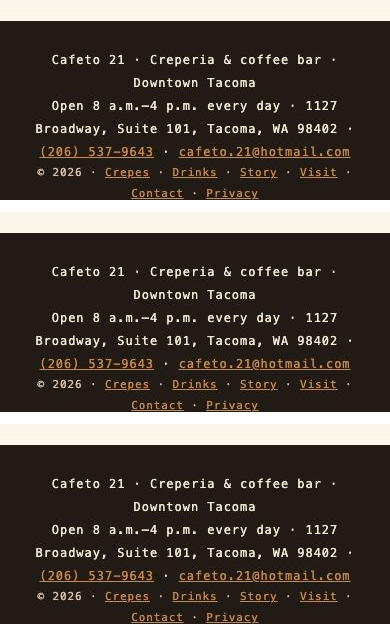 Cafeto 21 · Creperia & coffee bar ·
Downtown Tacoma
Open 8 a.m.–4 p.m. every day · 1127
Broadway, Suite 101, Tacoma, WA 98402 ·
(206) 537-9643 · cafeto.21@hotmail.com
© 2026 · Crepes · Drinks · Story · Visit ·
Contact · Privacy
Cafeto 21 · Creperia & coffee bar ·
Downtown Tacoma
Open 8 a.m.–4 p.m. every day · 1127
Broadway, Suite 101, Tacoma, WA 98402 ·
(206) 537-9643 · cafeto.21@hotmail.com
© 2026 · Crepes · Drinks · Story · Visit ·
Contact · Privacy
Cafeto 21 · Creperia & coffee bar ·
Downtown Tacoma
Open 8 a.m.–4 p.m. every day · 1127
Broadway, Suite 101, Tacoma, WA 98402 ·
(206) 537-9643 · cafeto.21@hotmail.com
© 2026 · Crepes · Drinks · Story · Visit ·
Contact · Privacy